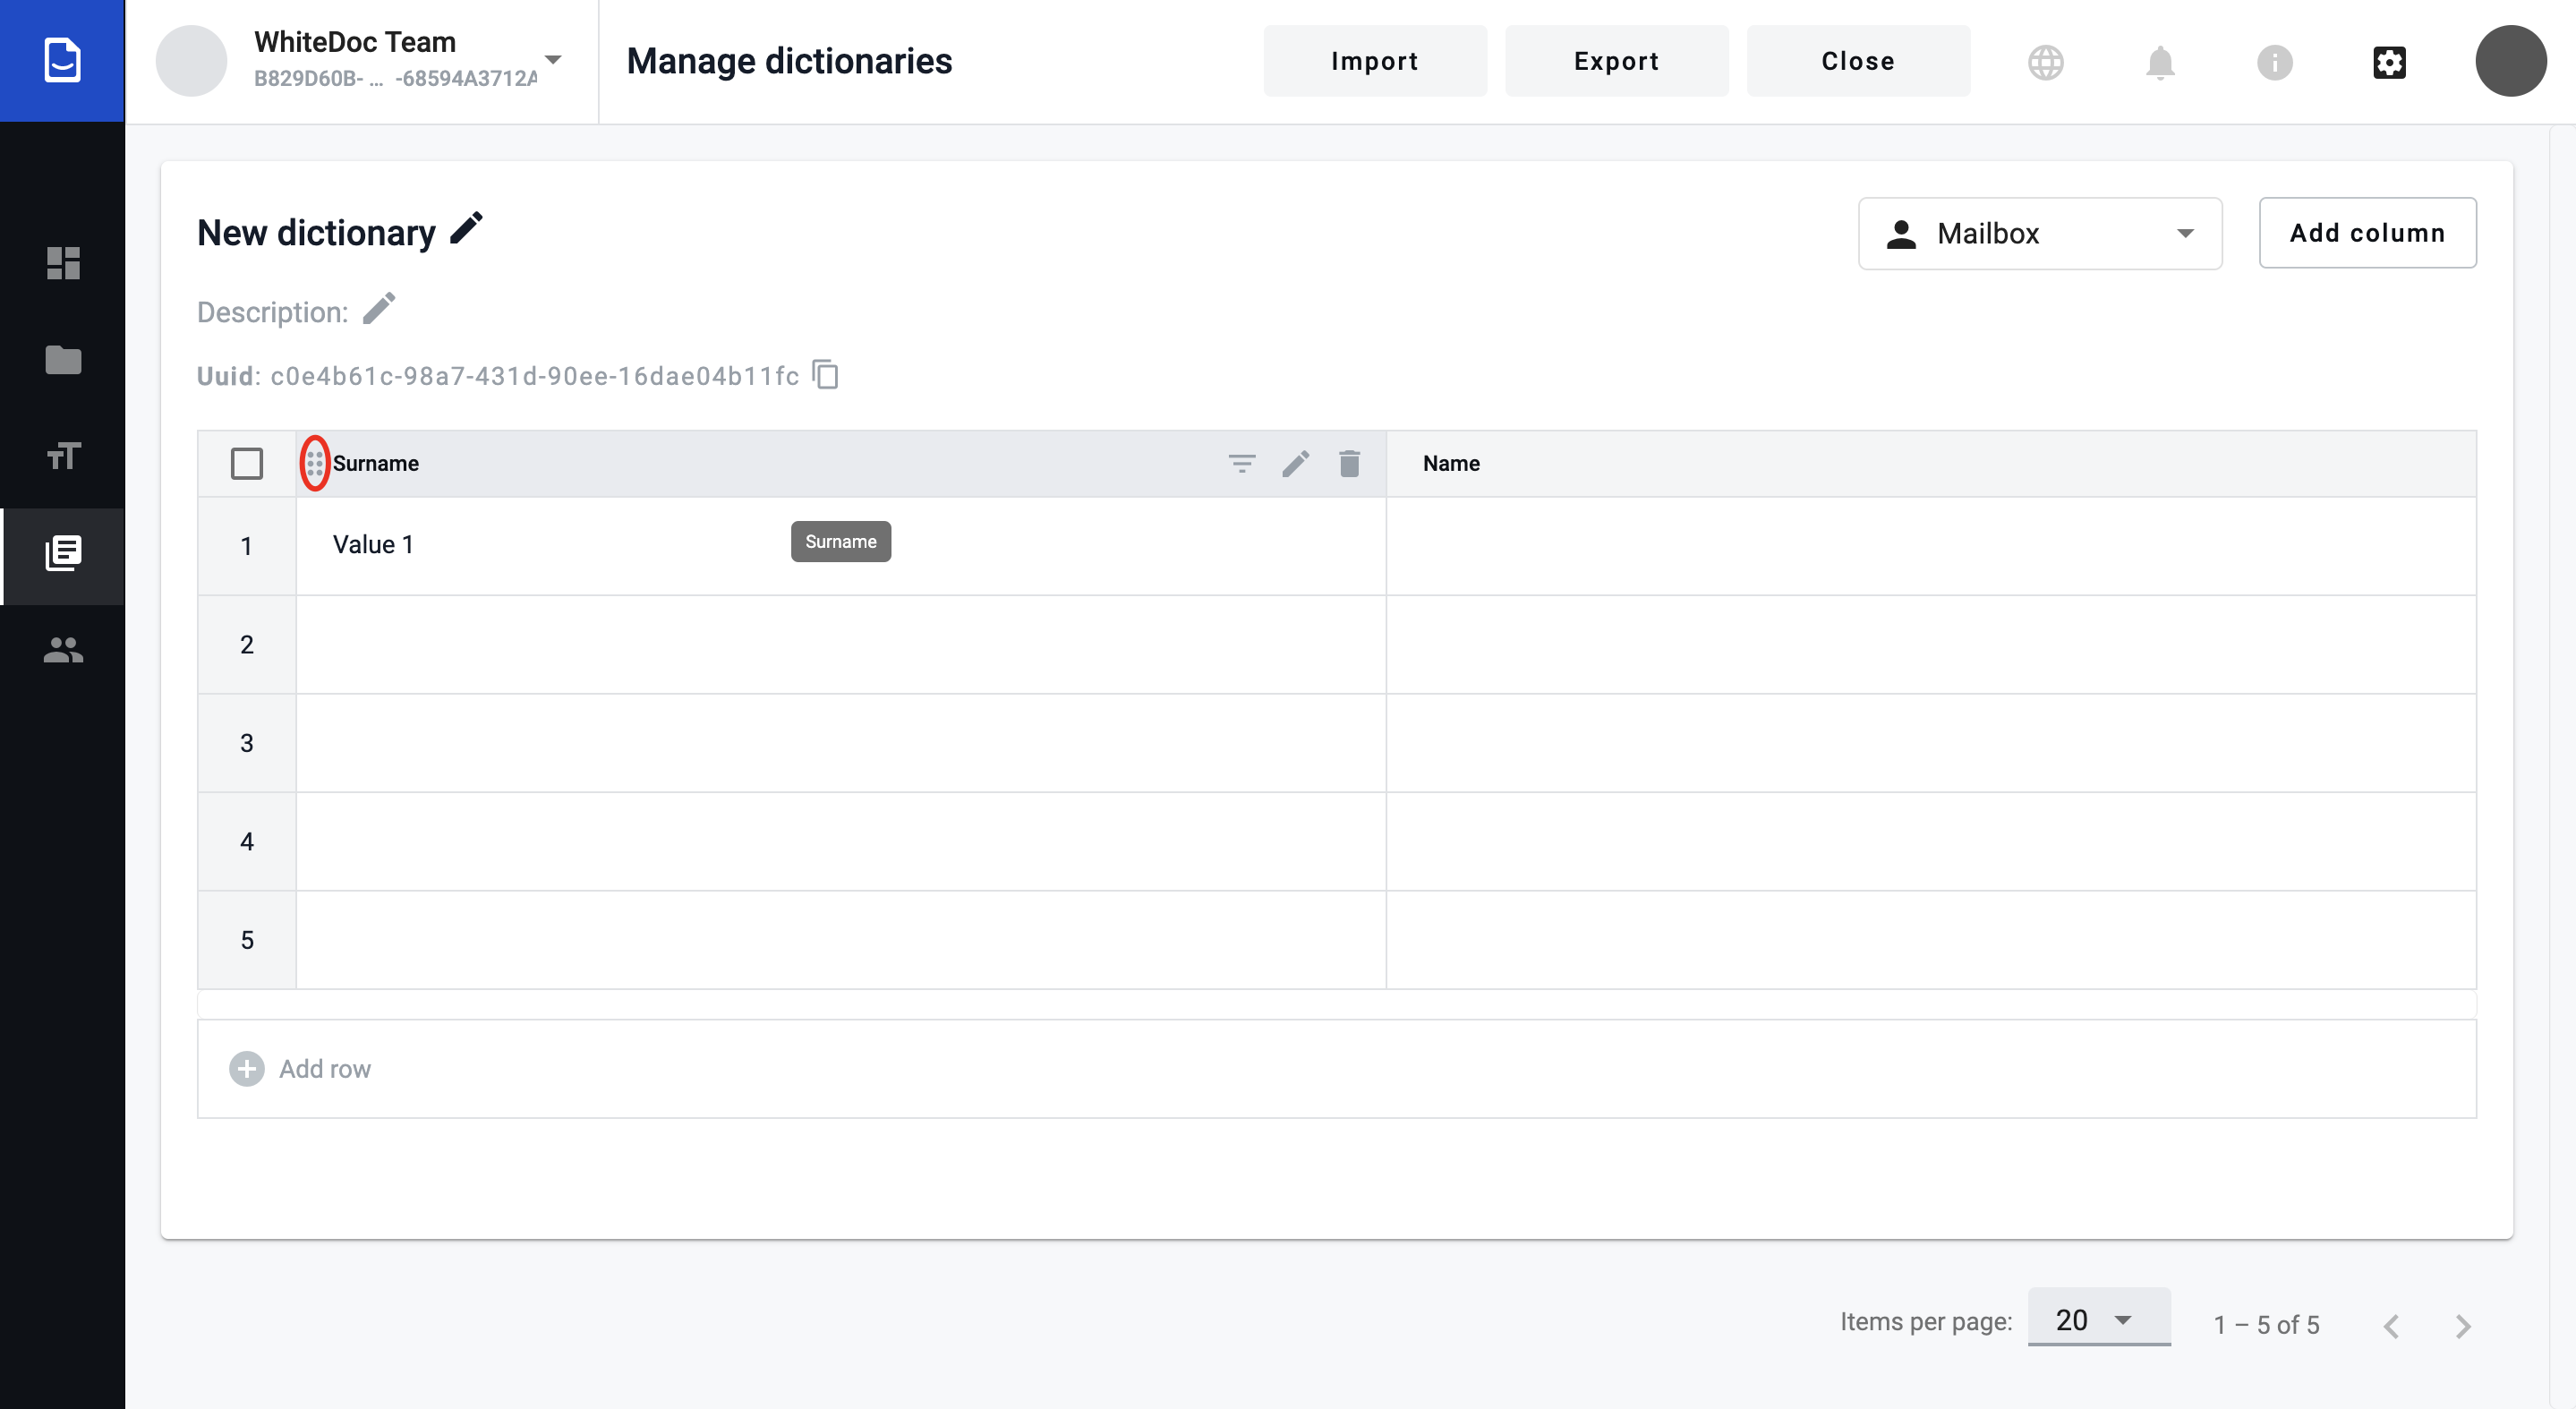 WhiteDoc Team
B829D60B- ... -68594A3712A
Manage dictionaries
Import
Export
Close
New dictionary
Mailbox
Add column
Description:
Uuid: c0e4b61c-98a7-431d-90ee-16dae04b11fc
Surname
Name
1
Value 1
Surname
2
3
4
5
Add row
Items per page:
20
1 – 5 of 5